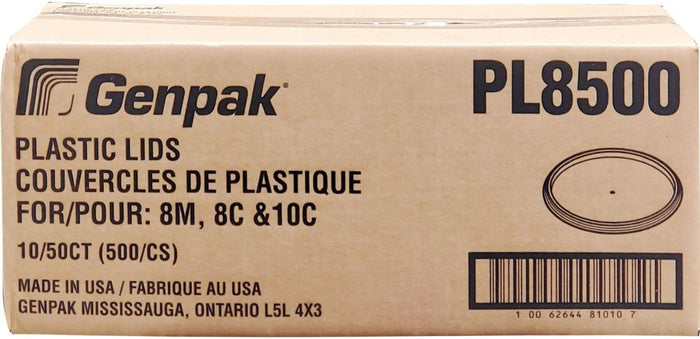 Genpak
PL8500
PLASTIC LIDS
COUVERCLES DE PLASTIQUE
FOR/POUR: 8M, 8C &10C
10/50CT (500/CS)
MADE IN USA / FABRIQUE AU USA
GENPAK MISSISSAUGA, ONTARIO L5L 4X3
1 00 62644 81010 7